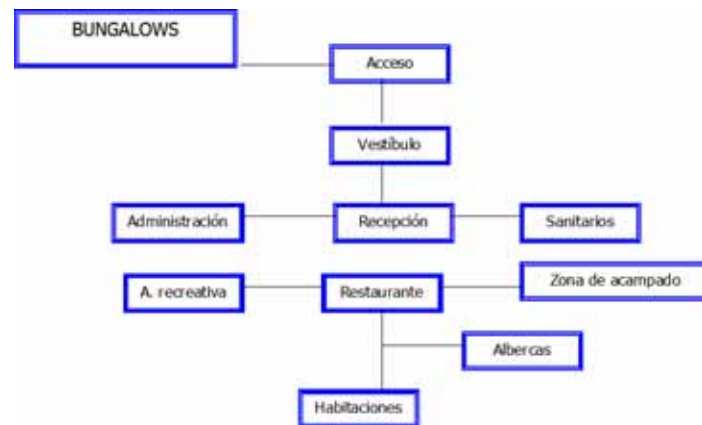 BUNGALOWS
Acceso
Vestíbulo
Administración
Recepción
Sanitarios
A. recreativa
Restaurante
Zona de acampado
Albercas
Habitaciones